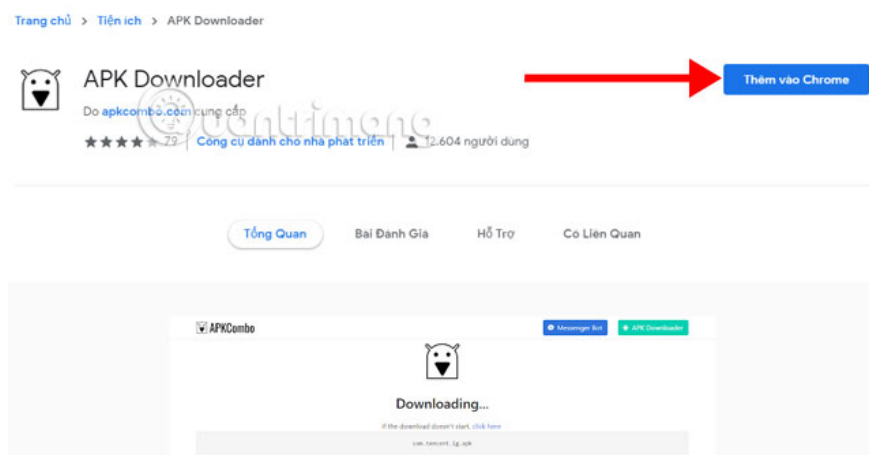 Trang chủ > Tiện ích > APK Downloader
APK Downloader
Thêm vào Chrome
Do apkcombo.com cung cấp
Quantrimang
79 Công cụ dành cho nhà phát triển 12.604 người dùng
Tổng Quan Bài Đánh Giá Hỗ Trợ Có Liên Quan
APKCombo Messenger Bot APK Downloader
Downloading...
If the download doesn't start, click here
com.tencent.ig.apk